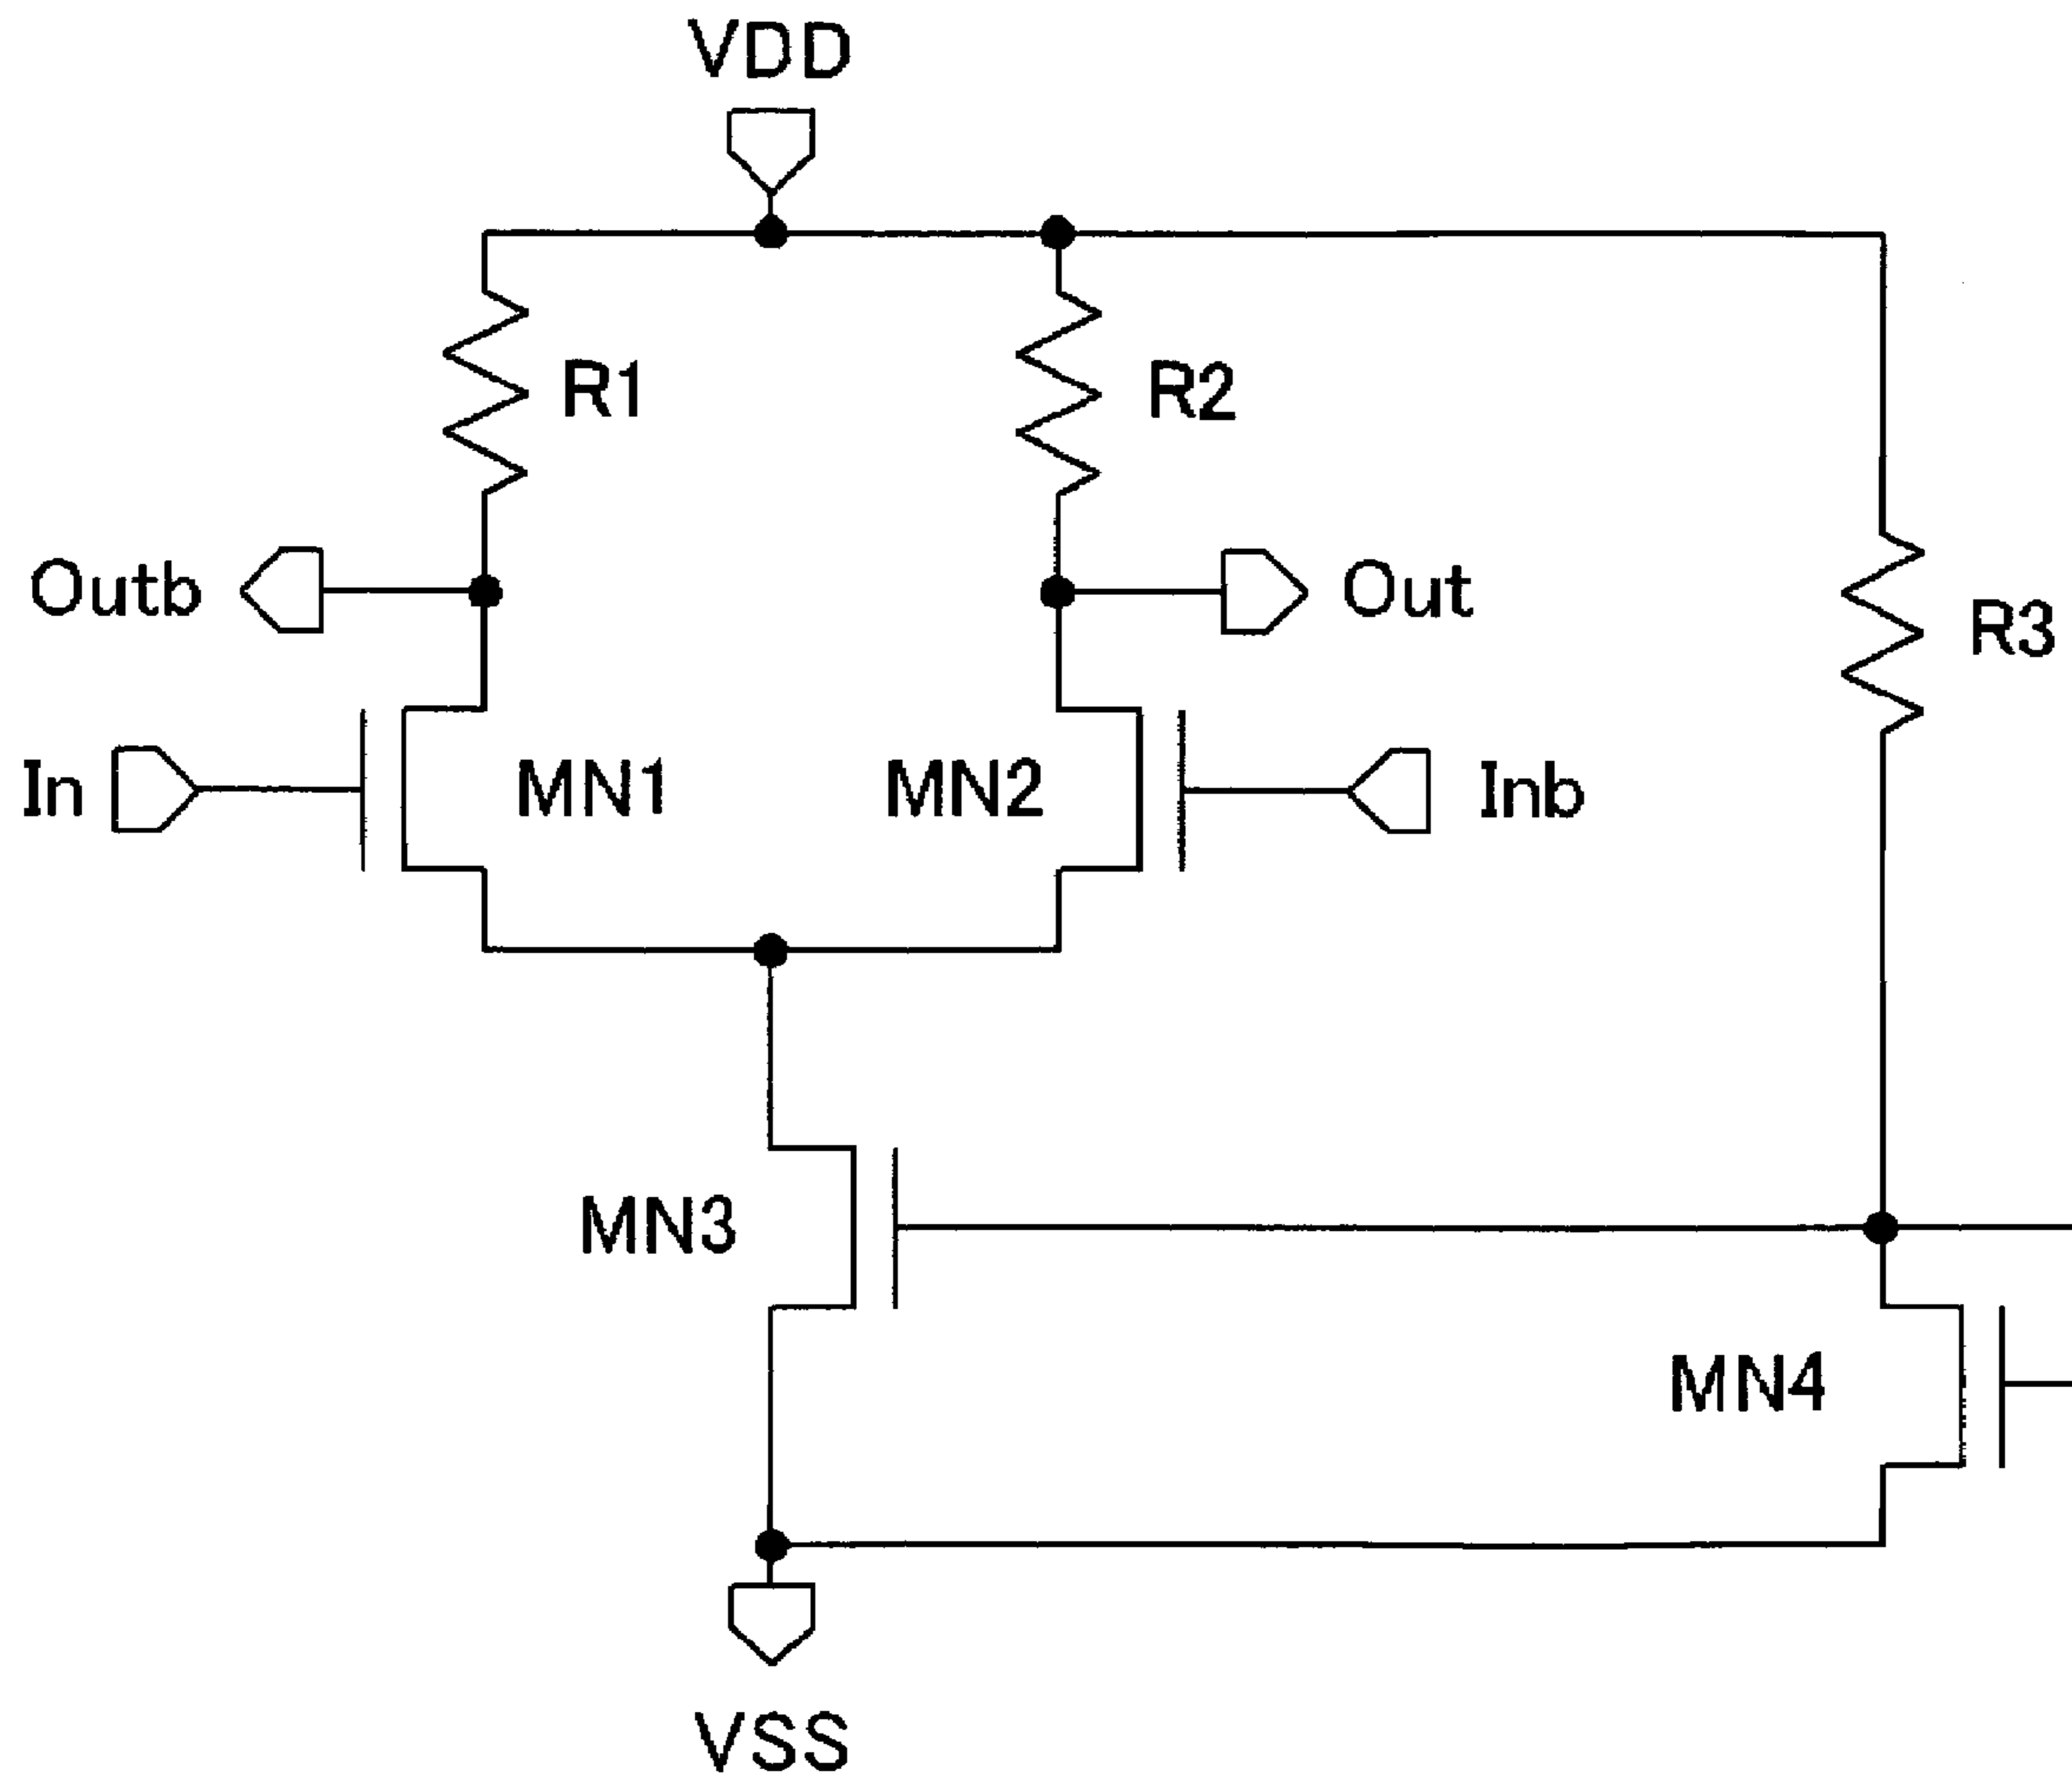 VDD
R1
R2
Outb
Out
R3
In
MN1
MN2
Inb
MN3
MN4
VSS